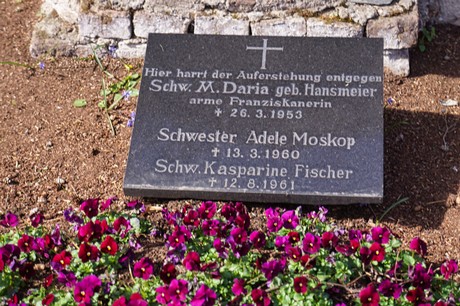 Hier harrt der Auferstehung entgegen
Schw. M. Daria geb. Hansmeier
arme Franziskanerin
† 26.3.1953
Schwester Adele Moskop
† 13.3.1960
Schw. Kasparine Fischer
† 12.8.1961